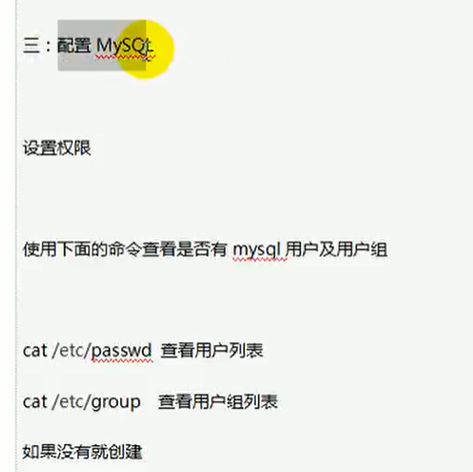 三：配置 MySQL
设置权限
使用下面的命令查看是否有 mysql 用户及用户组
cat /etc/passwd 查看用户列表
cat /etc/group 查看用户组列表
如果没有就创建